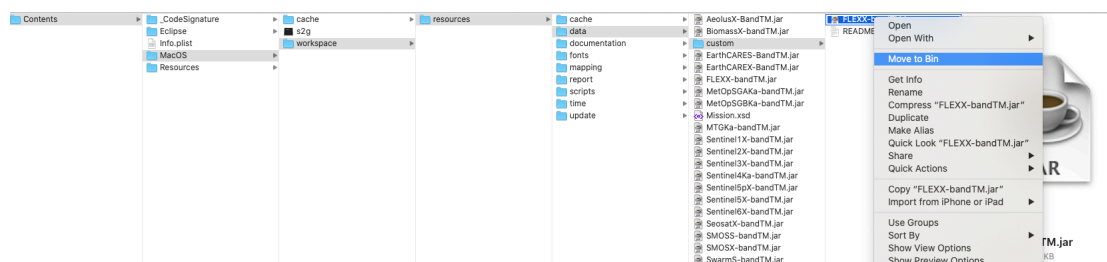 Contents
_CodeSignature
Eclipse
Info.plist
MacOS
Resources
cache
s2g
workspace
resources
cache
data
documentation
fonts
mapping
report
scripts
time
update
AeolusX-BandTM.jar
BiomassX-bandTM.jar
custom
EarthCARES-BandTM.jar
EarthCAREX-BandTM.jar
FLEXX-bandTM.jar
MetOpSGAKa-bandTM.jar
MetOpSGBKa-bandTM.jar
Mission.xsd
MTGKa-bandTM.jar
Sentinel1X-bandTM.jar
Sentinel2X-bandTM.jar
Sentinel3X-bandTM.jar
Sentinel4Ka-bandTM.jar
Sentinel5pX-bandTM.jar
Sentinel5X-bandTM.jar
Sentinel6X-bandTM.jar
SeosatX-BandTM.jar
SMOSS-bandTM.jar
SMOSX-bandTM.jar
SwarmS-bandTM.jar
README
Open
Open With
Move to Bin
Get Info
Rename
Compress “FLEXX-bandTM.jar”
Duplicate
Make Alias
Quick Look “FLEXX-bandTM.jar”
Share
Quick Actions
Copy “FLEXX-bandTM.jar”
Import from iPhone or iPad
Use Groups
Sort By
Show View Options
Show Preview Options
AR
TM.jar
KB